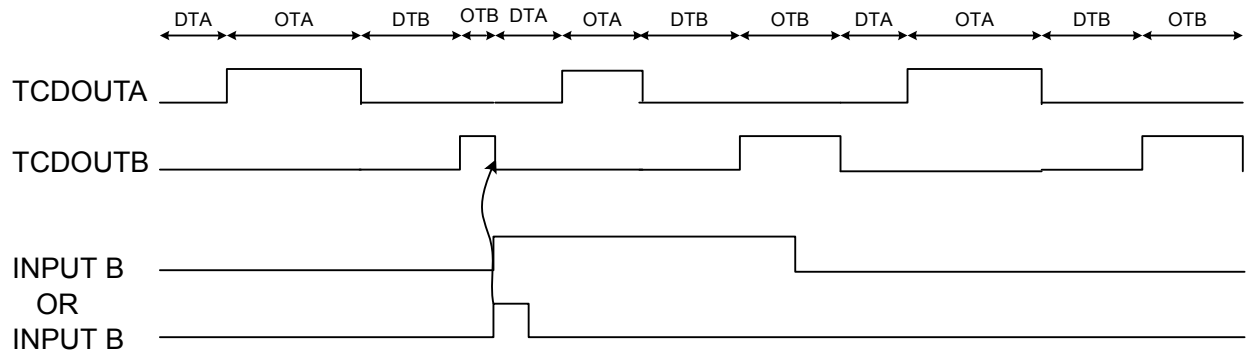 DTA OTA DTB OTB DTA OTA DTB OTB DTA OTA DTB OTB
TCDOUTA
TCDOUTB
INPUT B
OR
INPUT B